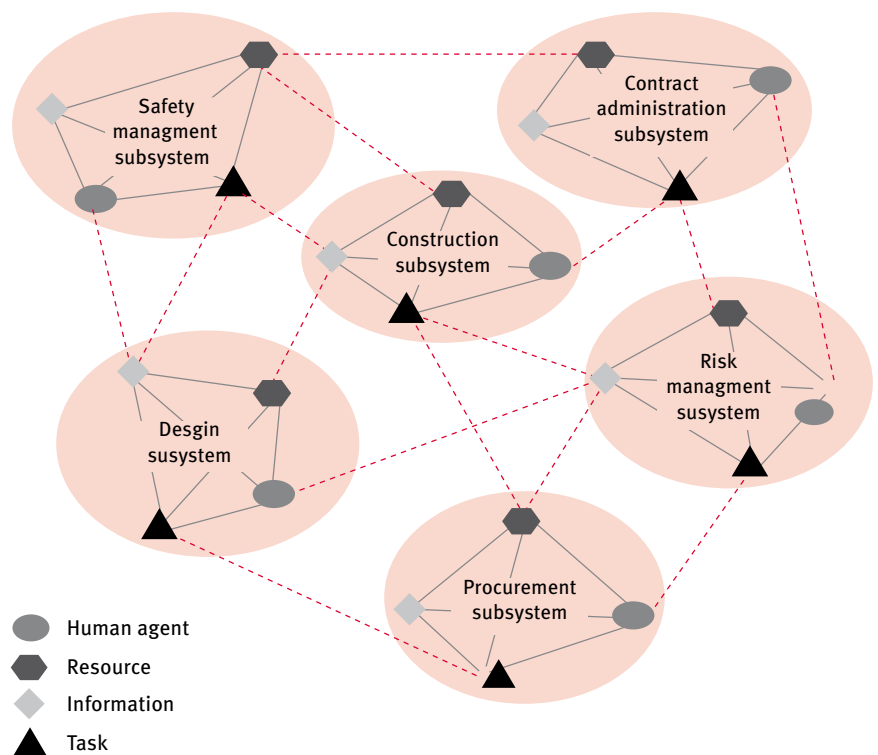 Safety
managment
subsystem
Contract
administration
subsystem
Construction
subsystem
Risk
managment
susystem
Desgin
susystem
Procurement
subsystem
Human agent
Resource
Information
Task